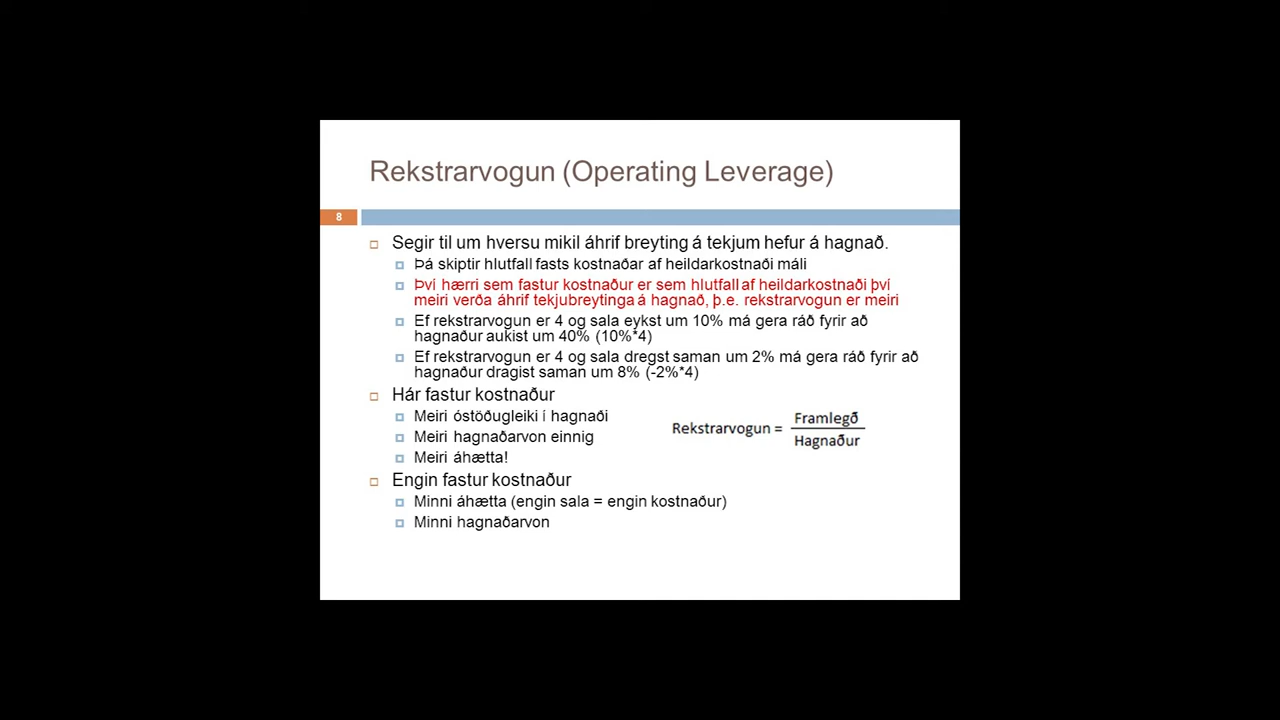 Rekstrarvogun (Operating Leverage)
8
Segir til um hversu mikil áhrif breyting á tekjum hefur á hagnað.
Þá skiptir hlutfall fasts kostnaðar af heildarkostnaði máli
Því hærri sem fastur kostnaður er sem hlutfall af heildarkostnaði því
meiri verða áhrif tekjubreytinga á hagnað, þ.e. rekstrarvogun er meiri
Ef rekstrarvogun er 4 og sala eykst um 10% má gera ráð fyrir að
hagnaður aukist um 40% (10%*4)
Ef rekstrarvogun er 4 og sala dregst saman um 2% má gera ráð fyrir að
hagnaður dragist saman um 8% (-2%*4)
Hár fastur kostnaður
Meiri óstöðugleiki í hagnaði
Meiri hagnaðarvon einnig
Meiri áhætta!
Rekstrarvogun = Framlegð
Hagnaður
Engin fastur kostnaður
Minni áhætta (engin sala = engin kostnaður)
Minni hagnaðarvon